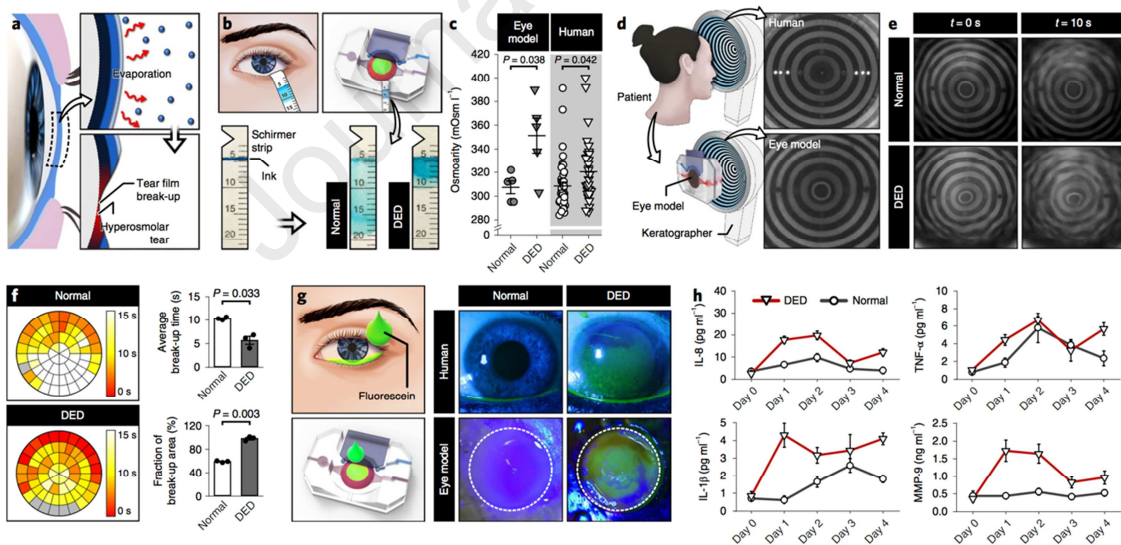 a
Evaporation
Tear film
break-up
Hyperosmolar
tear
b
Schirmer
strip
Ink
Normal
DED
5
10
15
20
c
Eye
model
Human
P = 0.038
P = 0.042
Osmoarity (mOsm l⁻¹)
420
400
380
360
340
320
300
280
0
Normal
DED
Normal
DED
d
Patient
Eye model
Keratographer
Human
Eye model
e
t = 0 s
t = 10 s
Normal
DED
f
Normal
15 s
10 s
0 s
DED
15 s
10 s
0 s
P = 0.033
Average
break-up time (s)
15
10
5
0
Normal
DED
P = 0.003
Fraction of
break-up area (%)
120
80
40
0
Normal
DED
g
Fluorescein
Normal
DED
Human
Eye model
h
DED
Normal
IL-8 (pg ml⁻¹)
40
30
20
10
0
Day 0
Day 1
Day 2
Day 3
Day 4
TNF-α (pg ml⁻¹)
8
6
4
2
0
Day 0
Day 1
Day 2
Day 3
Day 4
IL-1β (pg ml⁻¹)
5
4
3
2
1
0
Day 0
Day 1
Day 2
Day 3
Day 4
MMP-9 (ng ml⁻¹)
2.5
2.0
1.5
1.0
0.5
0
Day 0
Day 1
Day 2
Day 3
Day 4